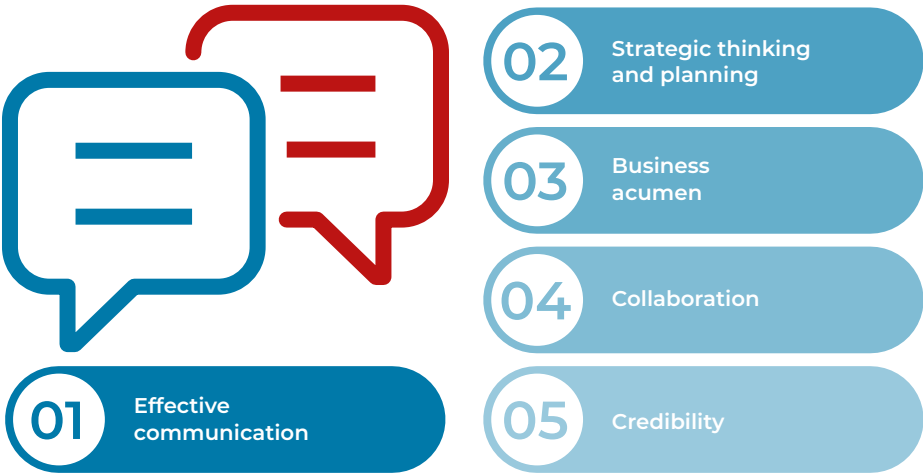 01
Effective
communication
02
Strategic thinking
and planning
03
Business
acumen
04
Collaboration
05
Credibility